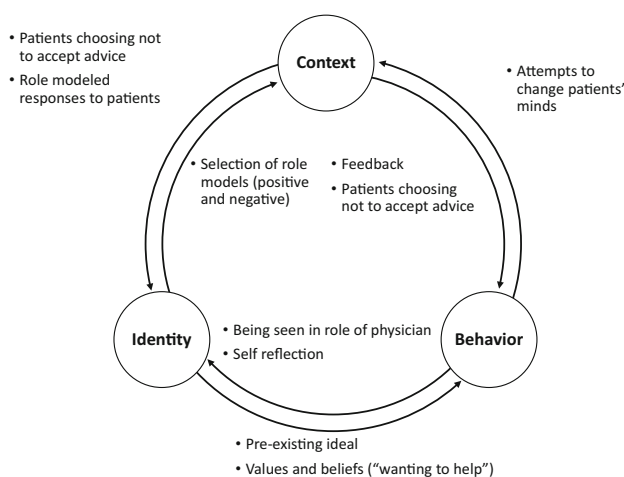 • Patients choosing not
to accept advice
• Role modeled
responses to patients
Context
• Attempts to
change patients’
minds
• Selection of role
models (positive
and negative)
• Feedback
• Patients choosing
not to accept advice
Identity
• Being seen in role of physician
• Self reflection
Behavior
• Pre-existing ideal
• Values and beliefs (“wanting to help”)